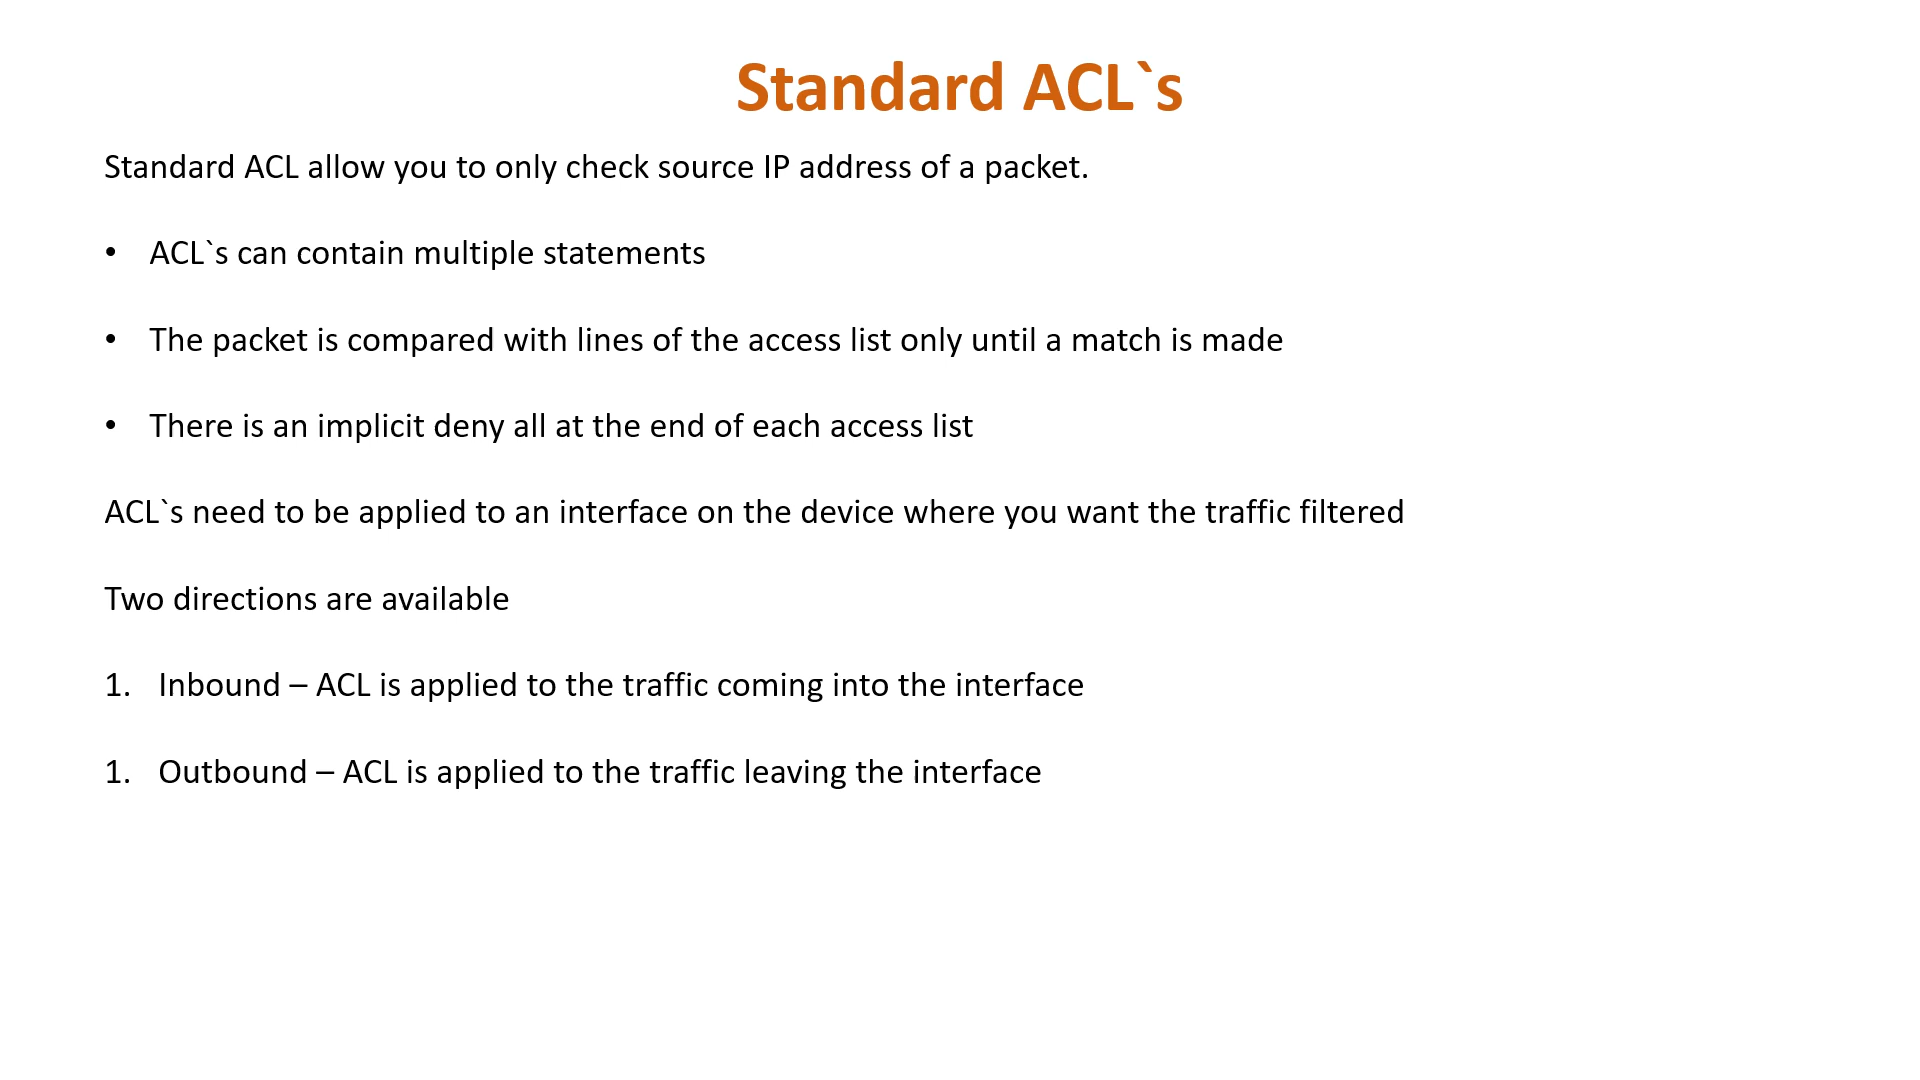 Standard ACL`s
Standard ACL allow you to only check source IP address of a packet.
• ACL`s can contain multiple statements
• The packet is compared with lines of the access list only until a match is made
• There is an implicit deny all at the end of each access list
ACL`s need to be applied to an interface on the device where you want the traffic filtered
Two directions are available
1. Inbound – ACL is applied to the traffic coming into the interface
1. Outbound – ACL is applied to the traffic leaving the interface